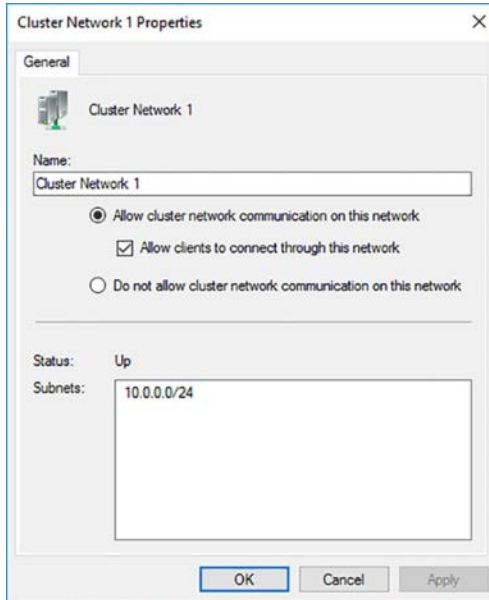 Cluster Network 1 Properties
General
Cluster Network 1
Name:
Cluster Network 1
Allow cluster network communication on this network
Allow clients to connect through this network
Do not allow cluster network communication on this network
Status: Up
Subnets: 10.0.0.0/24
OK Cancel Apply